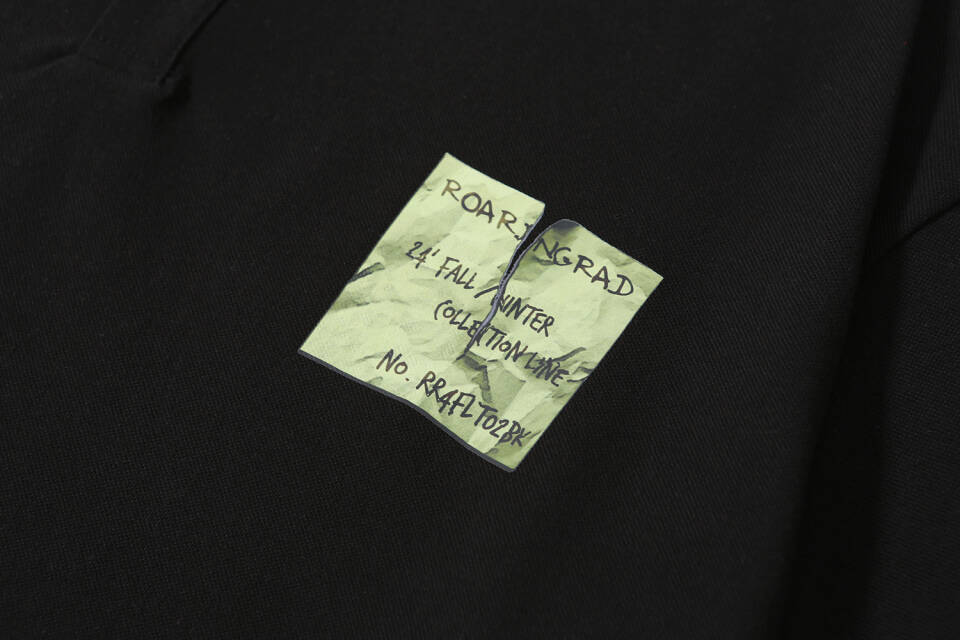 ROARINGRAD
24' FALL / WINTER
COLLECTION LINE
No. RR4FLT02BK